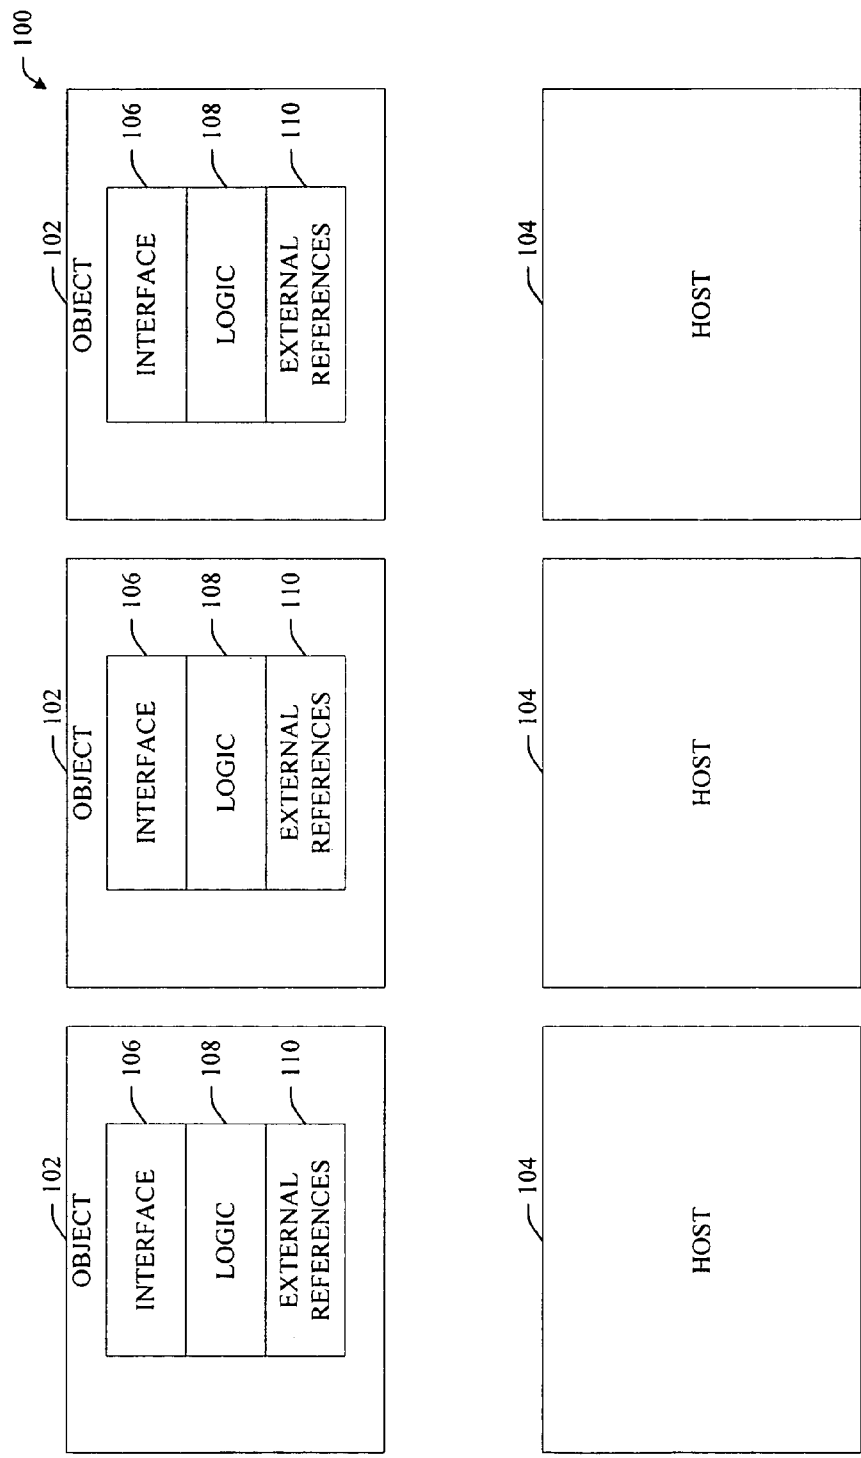 100
102
OBJECT
INTERFACE
106
LOGIC
108
EXTERNAL
REFERENCES
110
102
OBJECT
INTERFACE
106
LOGIC
108
EXTERNAL
REFERENCES
110
102
OBJECT
INTERFACE
106
LOGIC
108
EXTERNAL
REFERENCES
110
104
HOST
104
HOST
104
HOST